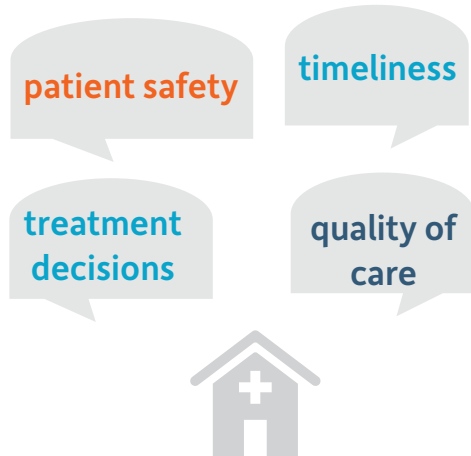 patient safety
timeliness
treatment
decisions
quality of
care